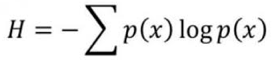 H = −∑ p(x) log p(x)